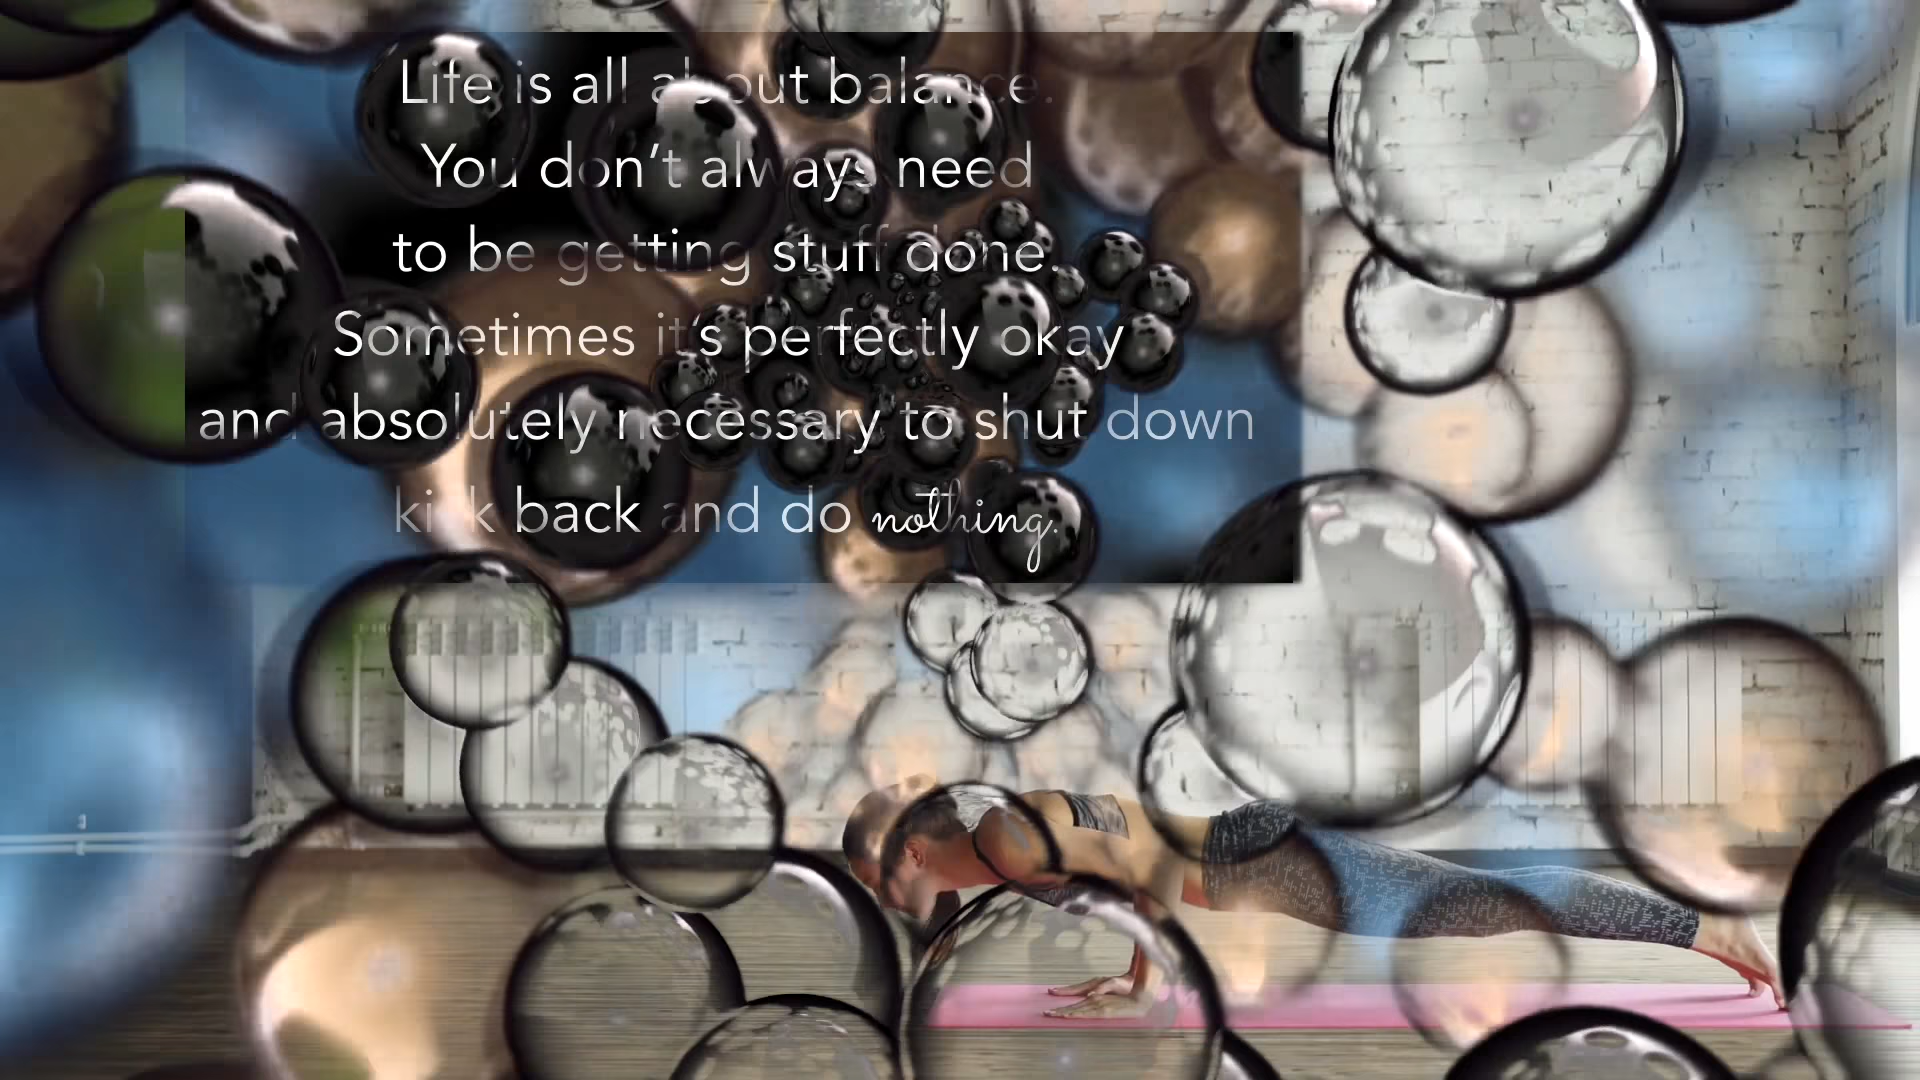 Life is all about balance.
You don't always need
to be getting stuff done.
Sometimes it's perfectly okay
and absolutely necessary to shut down
kick back and do nothing.